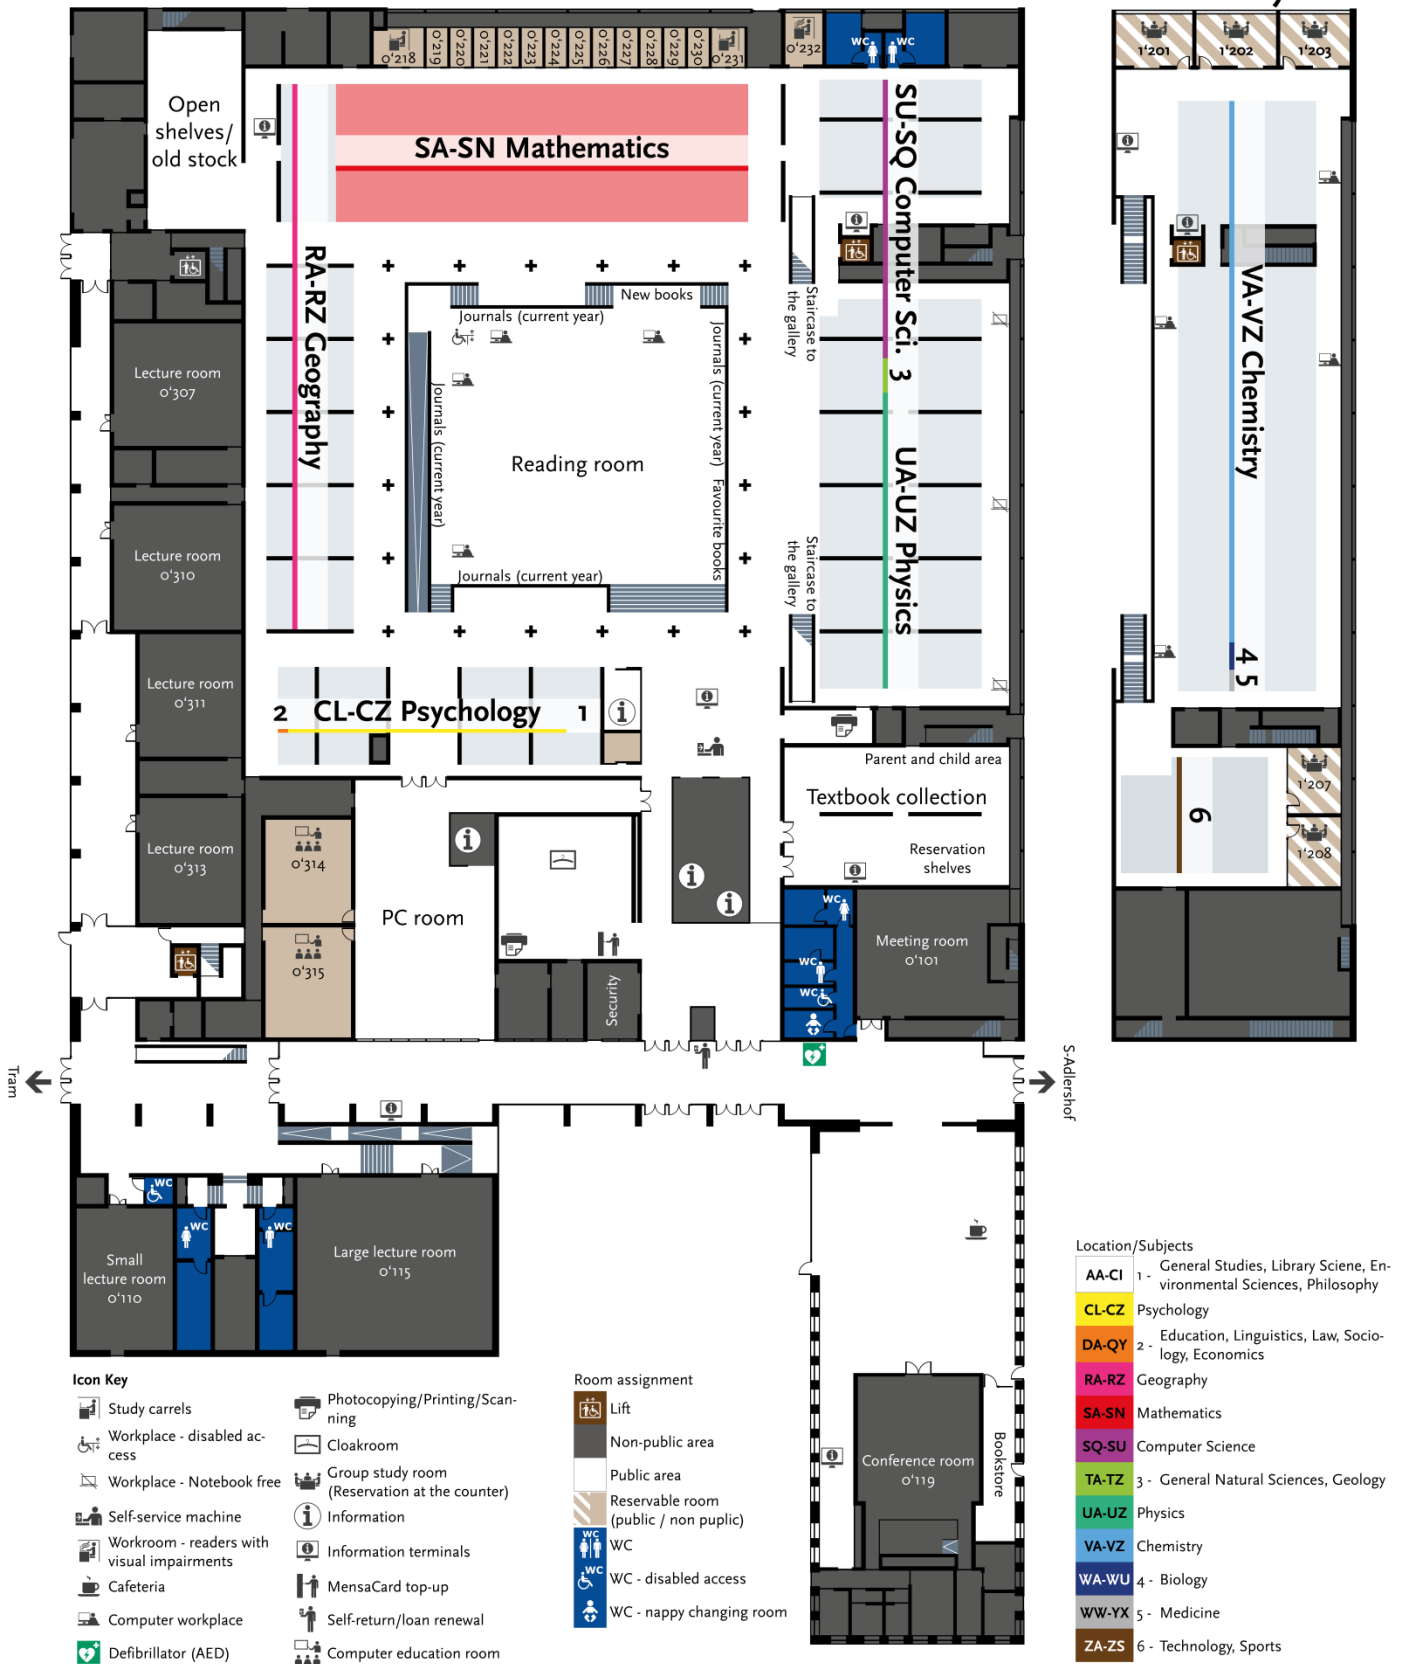 0‘218
0‘219
0‘220
0‘221
0‘222
0‘223
0‘224
0‘225
0‘226
0‘227
0‘228
0‘229
0‘230
0‘231
0‘232
WC
WC
1‘201
1‘202
1‘203
Open
shelves/
old stock
SA-SN Mathematics
SU-SQ Computer Sci.
3
UA-UZ Physics
RA-RZ Geography
VA-VZ Chemistry
4
5
6
New books
Journals (current year)
Journals (current year)
Journals (current year)
Favourite books
Journals (current year)
Reading room
Staircase to
the gallery
Staircase to
the gallery
Lecture room
0‘307
Lecture room
0‘310
Lecture room
0‘311
Lecture room
0‘313
2
CL-CZ Psychology
1
Parent and child area
Textbook collection
Reservation
shelves
1‘207
1‘208
0‘314
0‘315
PC room
Security
WC
WC
WC
Meeting room
0‘101
Tram
S-Adlershof
WC
WC
WC
Small
lecture room
0‘110
Large lecture room
0‘115
Conference room
0‘119
Bookstore
Icon Key
Study carrels
Workplace - disabled ac-
cess
Workplace - Notebook free
Self-service machine
Workroom - readers with
visual impairments
Cafeteria
Computer workplace
Defibrillator (AED)
Photocopying/Printing/Scan-
ning
Cloakroom
Group study room
(Reservation at the counter)
Information
Information terminals
MensaCard top-up
Self-return/loan renewal
Computer education room
Room assignment
Lift
Non-public area
Public area
Reservable room
(public / non puplic)
WC
WC
WC
WC - disabled access
WC - nappy changing room
Location/Subjects
AA-CI 1 - General Studies, Library Sciene, En-
vironmental Sciences, Philosophy
CL-CZ Psychology
DA-QY 2 - Education, Linguistics, Law, Socio-
logy, Economics
RA-RZ Geography
SA-SN Mathematics
SQ-SU Computer Science
TA-TZ 3 - General Natural Sciences, Geology
UA-UZ Physics
VA-VZ Chemistry
WA-WU 4 - Biology
WW-YX 5 - Medicine
ZA-ZS 6 - Technology, Sports